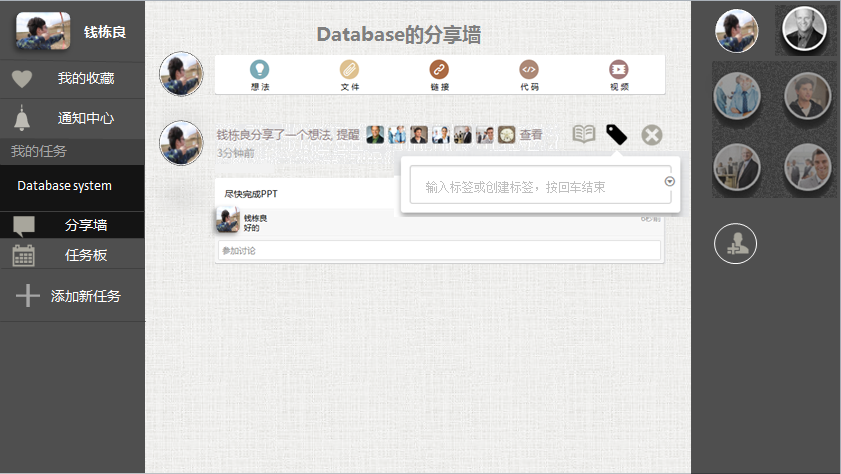 钱栋良
我的收藏
通知中心
我的任务
Database system
分享墙
任务板
添加新任务
Database的分享墙
想法 文件 链接 代码 视频
钱栋良分享了一个想法, 提醒 查看
3分钟前
输入标签或创建标签，按回车结束
尽快完成PPT
钱栋良
好的
参加讨论